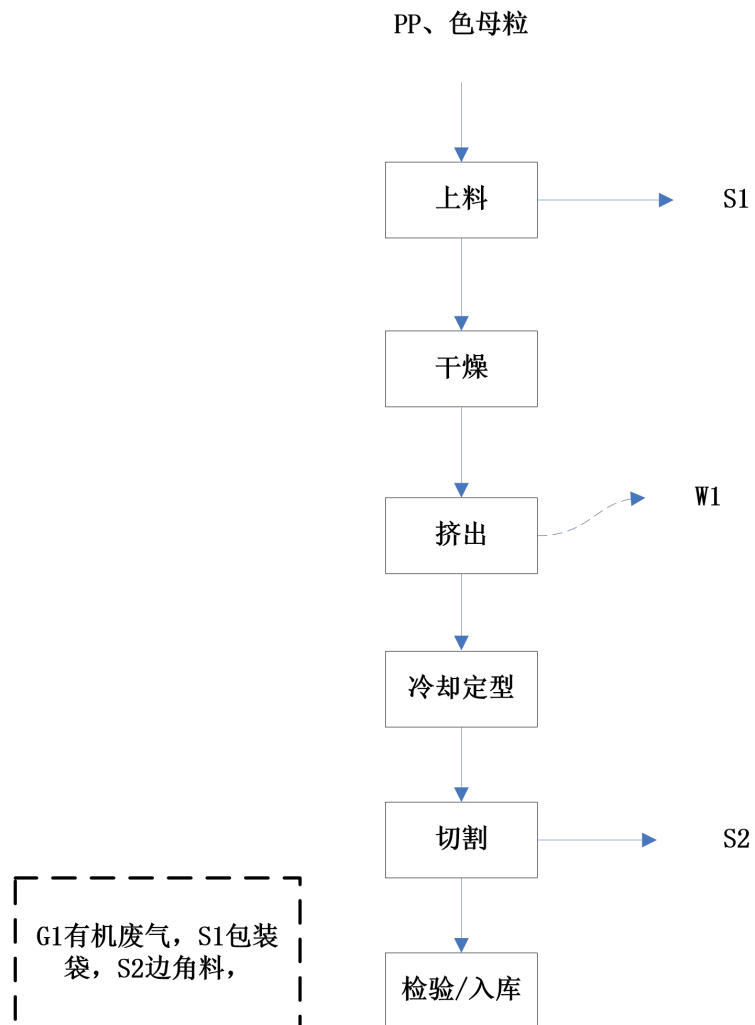 PP、色母粒
上料
S1
干燥
挤出
W1
冷却定型
切割
S2
G1有机废气，S1包装
袋，S2边角料，
检验/入库